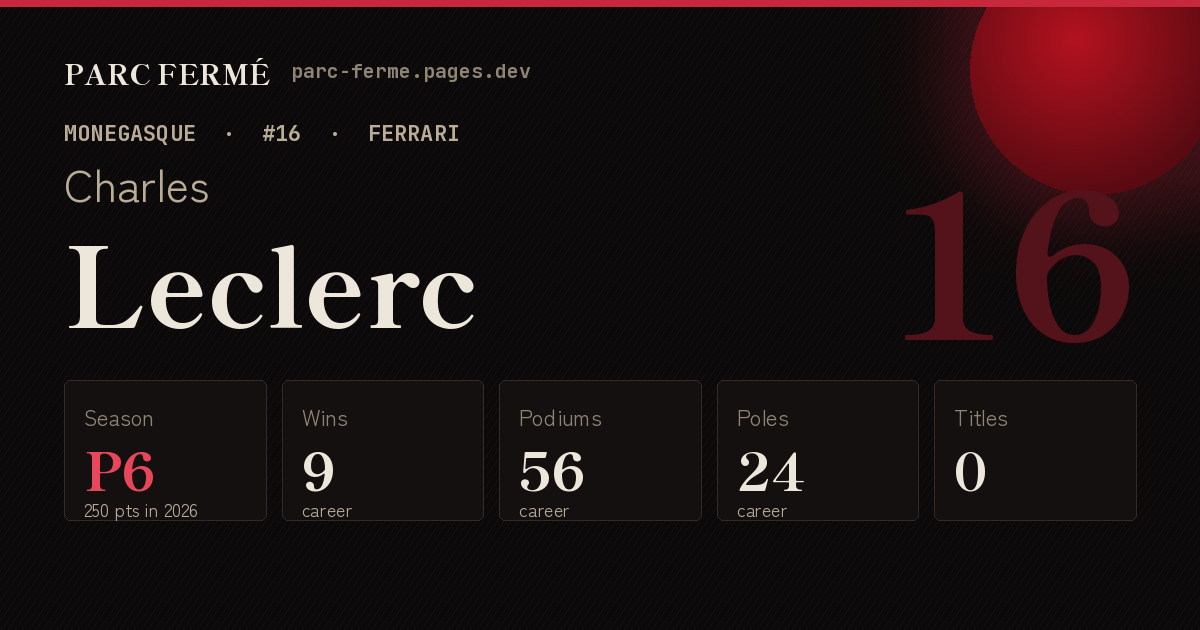 PARC FERMÉ parc-ferme.pages.dev
MONEGASQUE · #16 · FERRARI
Charles
Leclerc
16
Season Wins Podiums Poles Titles
P6 9 56 24 0
250 pts in 2026 career career career